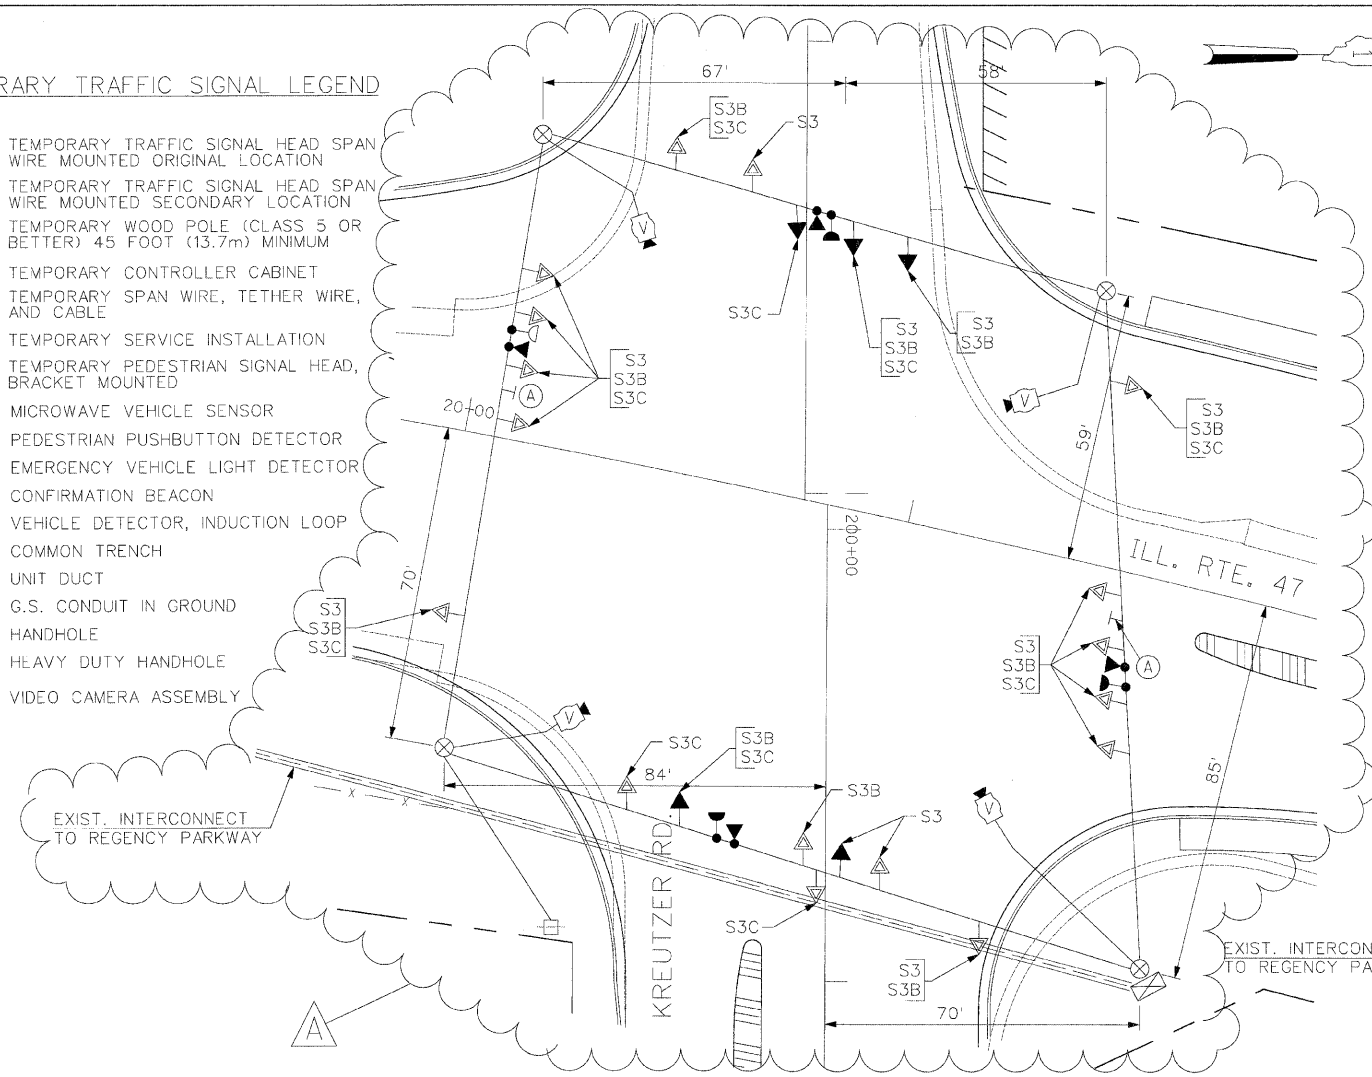 RARY TRAFFIC SIGNAL LEGEND
TEMPORARY TRAFFIC SIGNAL HEAD SPAN
WIRE MOUNTED ORIGINAL LOCATION
TEMPORARY TRAFFIC SIGNAL HEAD SPAN
WIRE MOUNTED SECONDARY LOCATION
TEMPORARY WOOD POLE (CLASS 5 OR
BETTER) 45 FOOT (13.7m) MINIMUM
TEMPORARY CONTROLLER CABINET
TEMPORARY SPAN WIRE, TETHER WIRE,
AND CABLE
TEMPORARY SERVICE INSTALLATION
TEMPORARY PEDESTRIAN SIGNAL HEAD,
BRACKET MOUNTED
MICROWAVE VEHICLE SENSOR
PEDESTRIAN PUSHBUTTON DETECTOR
EMERGENCY VEHICLE LIGHT DETECTOR
CONFIRMATION BEACON
VEHICLE DETECTOR, INDUCTION LOOP
COMMON TRENCH
UNIT DUCT
G.S. CONDUIT IN GROUND
HANDHOLE
HEAVY DUTY HANDHOLE
VIDEO CAMERA ASSEMBLY
67'
58'
S3B
S3C
S3
V
S3C
S3
S3B
S3C
S3
S3B
V
S3
S3B
S3C
59'
S3
S3B
S3C
A
20+00
70'
200+00
ILL. RTE. 47
S3
S3B
S3C
S3
S3B
S3C
A
85'
V
S3C
S3B
S3C
84'
S3B
S3
V
EXIST. INTERCONNECT
TO REGENCY PARKWAY
X
X
KREUTZER RD.
S3C
S3
S3B
70'
EXIST. INTERCON
TO REGENCY PA
A